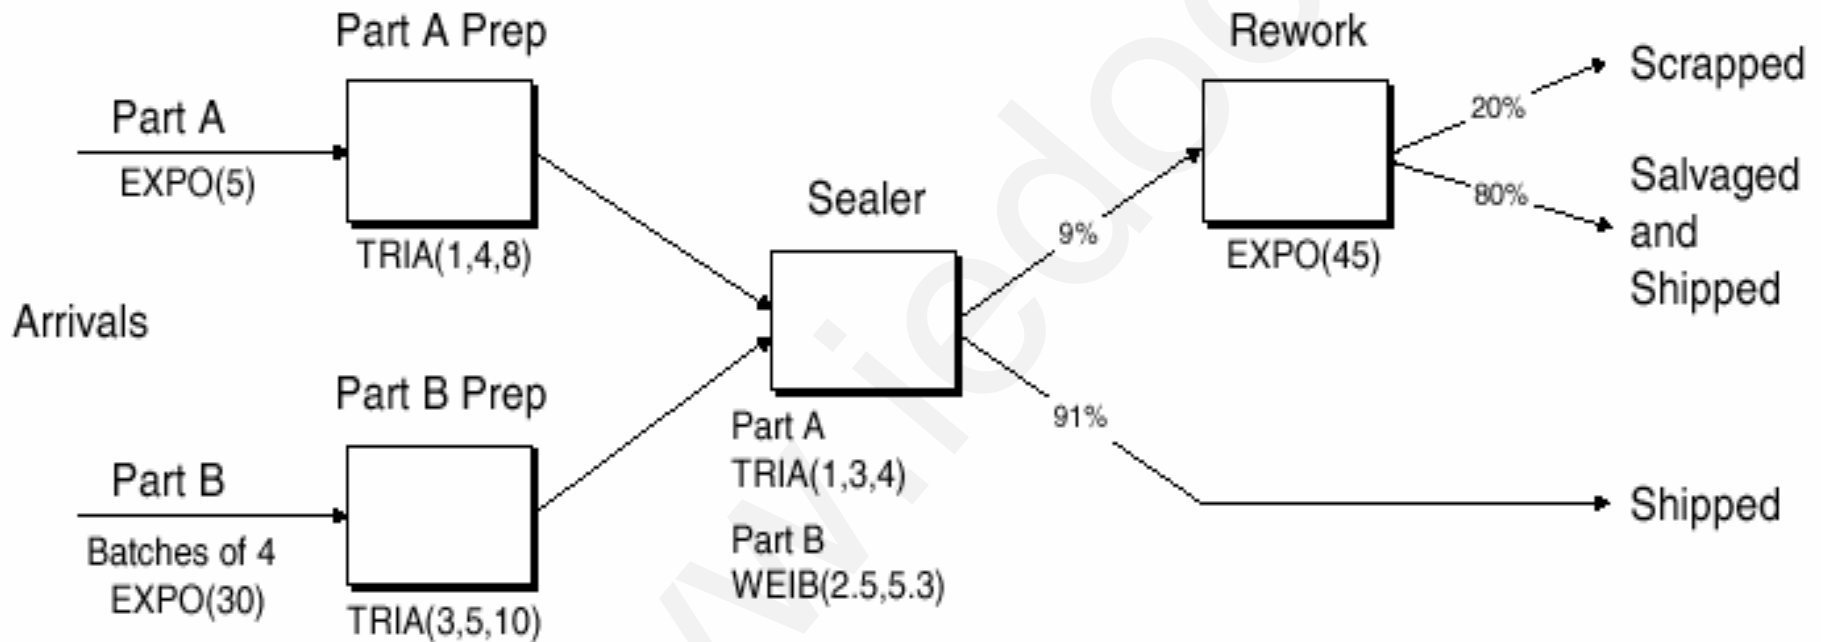 Part A Prep
Rework
Scrapped
Part A
20%
EXPO(5)
Salvaged
80%
and
Sealer
9%
TRIA(1,4,8)
EXPO(45)
Shipped
Arrivals
Part B Prep
91%
Part A
TRIA(1,3,4)
Part B
Shipped
Batches of 4
Part B
EXPO(30)
WEIB(2.5,5.3)
TRIA(3,5,10)